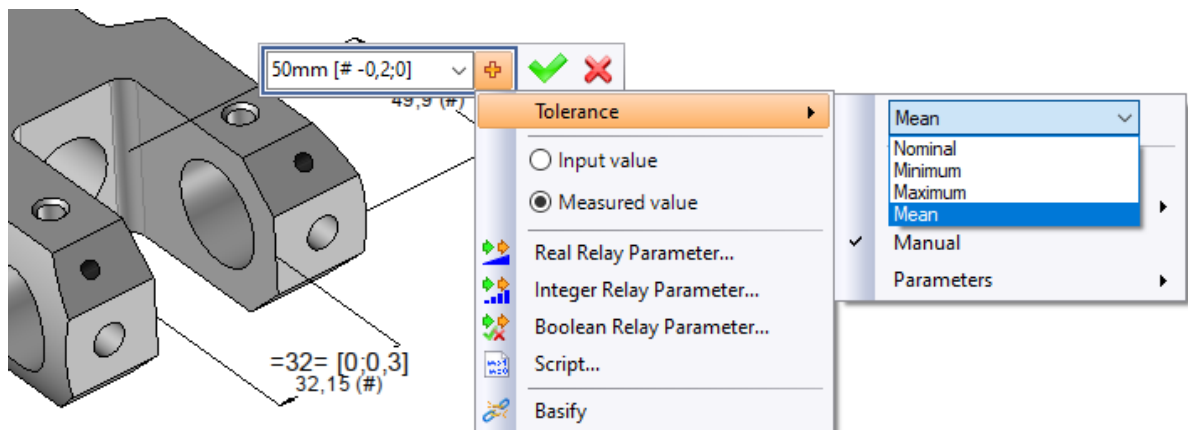 50mm [# -0,2;0]
49,9 (#)
Tolerance
Input value
Measured value
Real Relay Parameter...
Integer Relay Parameter...
Boolean Relay Parameter...
Script...
Basify
Mean
Nominal
Minimum
Maximum
Mean
Manual
Parameters
=32= [0;0,3]
32,15 (#)